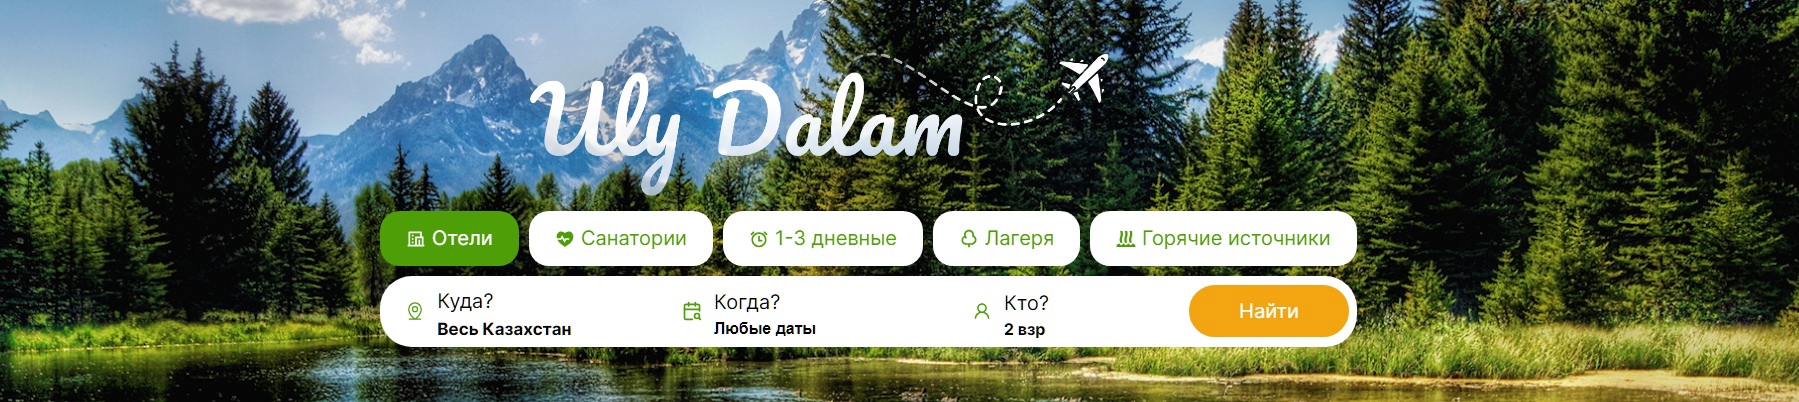 Uly Dalam
Отели Санатории 1-3 дневные Лагеря Горячие источники
Куда? Когда? Кто? Найти
Весь Казахстан Любые даты 2 взр